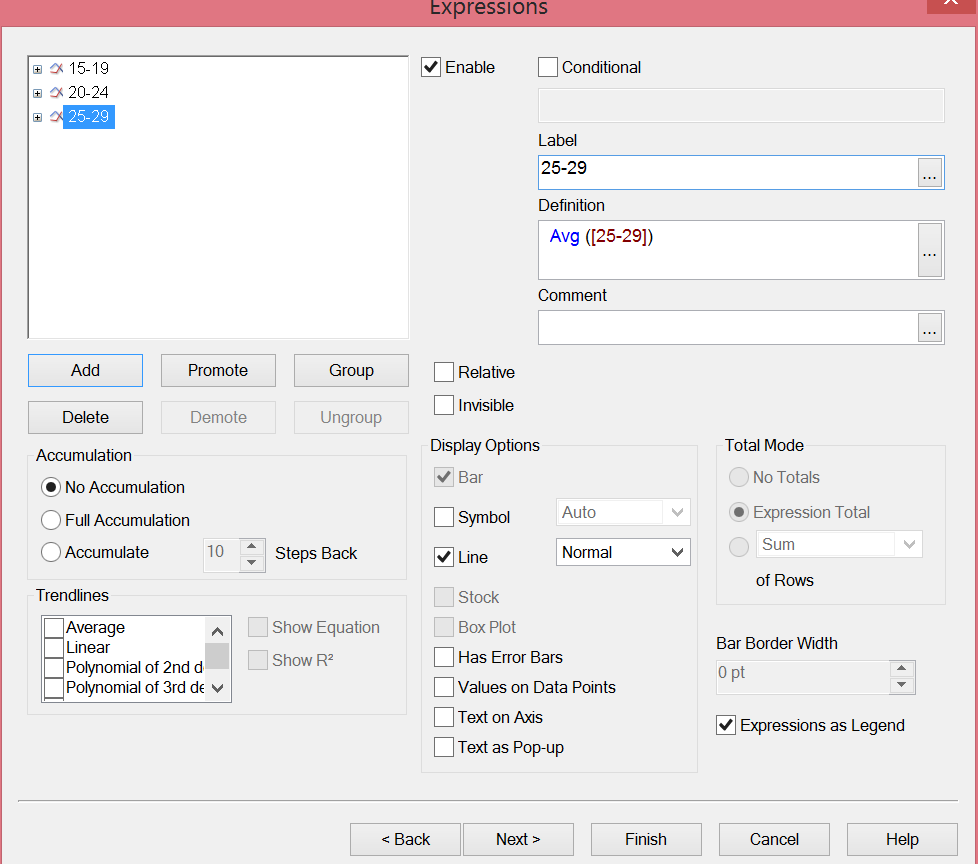 Expressions
15-19
20-24
25-29
Enable
Conditional
Label
25-29
...
Definition
Avg ([25-29])
...
Comment
...
Add
Promote
Group
Delete
Demote
Ungroup
Relative
Invisible
Accumulation
No Accumulation
Full Accumulation
Accumulate
10
Steps Back
Trendlines
Average
Linear
Polynomial of 2nd d
Polynomial of 3rd de
Show Equation
Show R²
Display Options
Bar
Symbol
Auto
Line
Normal
Stock
Box Plot
Has Error Bars
Values on Data Points
Text on Axis
Text as Pop-up
Total Mode
No Totals
Expression Total
Sum
of Rows
Bar Border Width
0 pt
Expressions as Legend
< Back
Next >
Finish
Cancel
Help